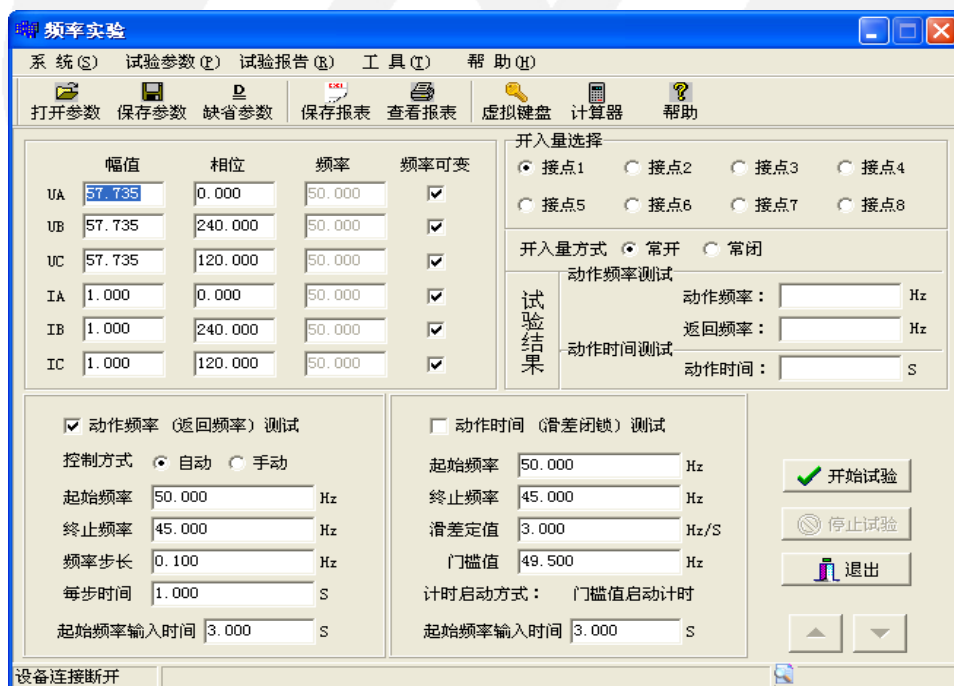 频率实验
系 统(S) 试验参数(P) 试验报告(R) 工 具(T) 帮 助(H)
打开参数 保存参数 缺省参数 保存报表 查看报表 虚拟键盘 计算器 帮助
幅值 相位 频率 频率可变
UA 57.735 0.000 50.000
UB 57.735 240.000 50.000
UC 57.735 120.000 50.000
IA 1.000 0.000 50.000
IB 1.000 240.000 50.000
IC 1.000 120.000 50.000
开入量选择
接点1 接点2 接点3 接点4
接点5 接点6 接点7 接点8
开入量方式 常开 常闭
试验结果
动作频率测试
动作频率： Hz
返回频率： Hz
动作时间测试
动作时间： S
动作频率（返回频率）测试
控制方式 自动 手动
起始频率 50.000 Hz
终止频率 45.000 Hz
频率步长 0.100 Hz
每步时间 1.000 S
起始频率输入时间 3.000 S
动作时间（滑差闭锁）测试
起始频率 50.000 Hz
终止频率 45.000 Hz
滑差定值 3.000 Hz/S
门槛值 49.500 Hz
计时启动方式： 门槛值启动计时
起始频率输入时间 3.000 S
开始试验
停止试验
退出
设备连接断开